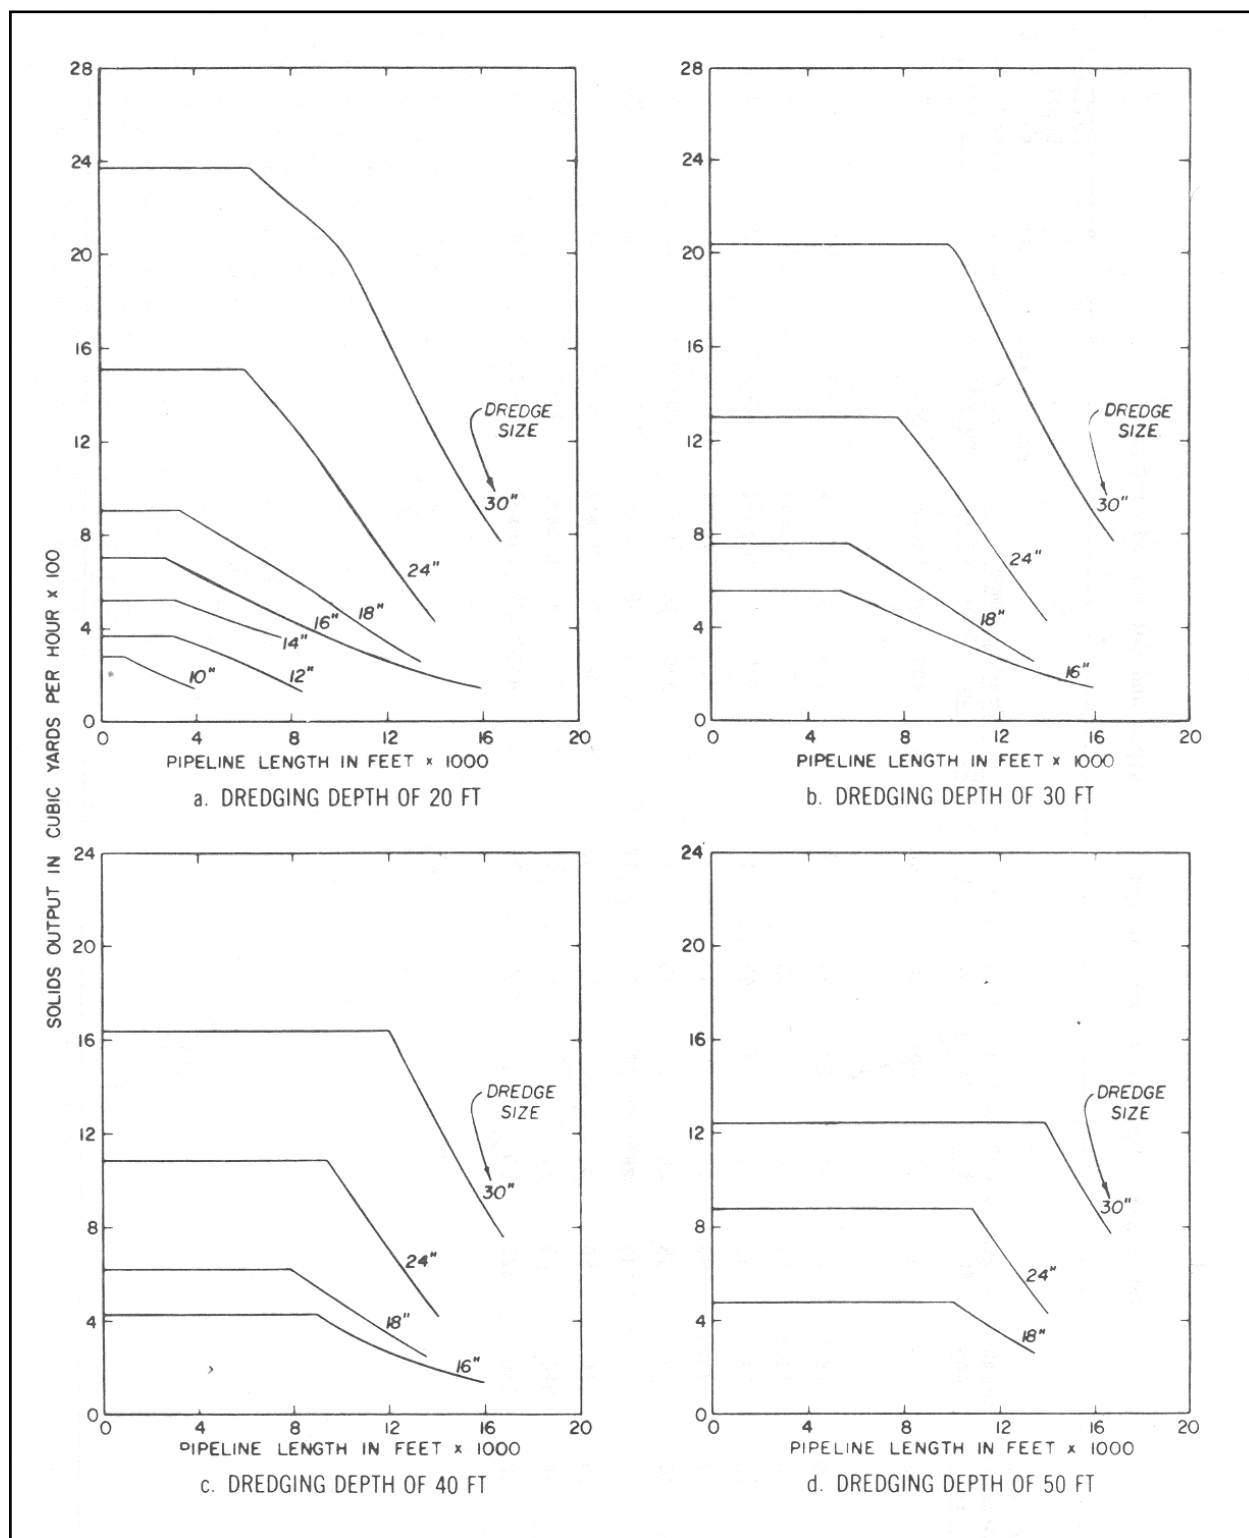 SOLIDS OUTPUT IN CUBIC YARDS PER HOUR x 100
28
24
20
16
12
8
4
0
DREDGE
SIZE
30"
24"
18"
16"
14"
12"
10"
0 4 8 12 16 20
PIPELINE LENGTH IN FEET x 1000
a. DREDGING DEPTH OF 20 FT
28
24
20
16
12
8
4
0
DREDGE
SIZE
30"
24"
18"
16"
0 4 8 12 16 20
PIPELINE LENGTH IN FEET x 1000
b. DREDGING DEPTH OF 30 FT
24
20
16
12
8
4
0
DREDGE
SIZE
30"
24"
18"
16"
0 4 8 12 16 20
PIPELINE LENGTH IN FEET x 1000
c. DREDGING DEPTH OF 40 FT
24
20
16
12
8
4
0
DREDGE
SIZE
30"
24"
18"
0 4 8 12 16 20
PIPELINE LENGTH IN FEET x 1000
d. DREDGING DEPTH OF 50 FT